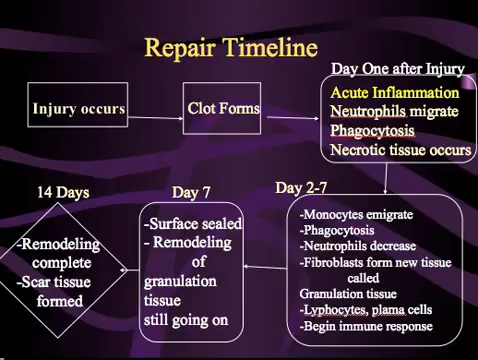 Repair Timeline
Injury occurs
Clot Forms
Day One after Injury
Acute Inflammation
Neutrophils migrate
Phagocytosis
Necrotic tissue occurs
Day 2-7
-Monocytes emigrate
-Phagocytosis
-Neutrophils decrease
-Fibroblasts form new tissue
called
Granulation tissue
-Lyphocytes, plama cells
-Begin immune response
Day 7
-Surface sealed
- Remodeling
of
granulation
tissue
still going on
14 Days
-Remodeling
complete
-Scar tissue
formed